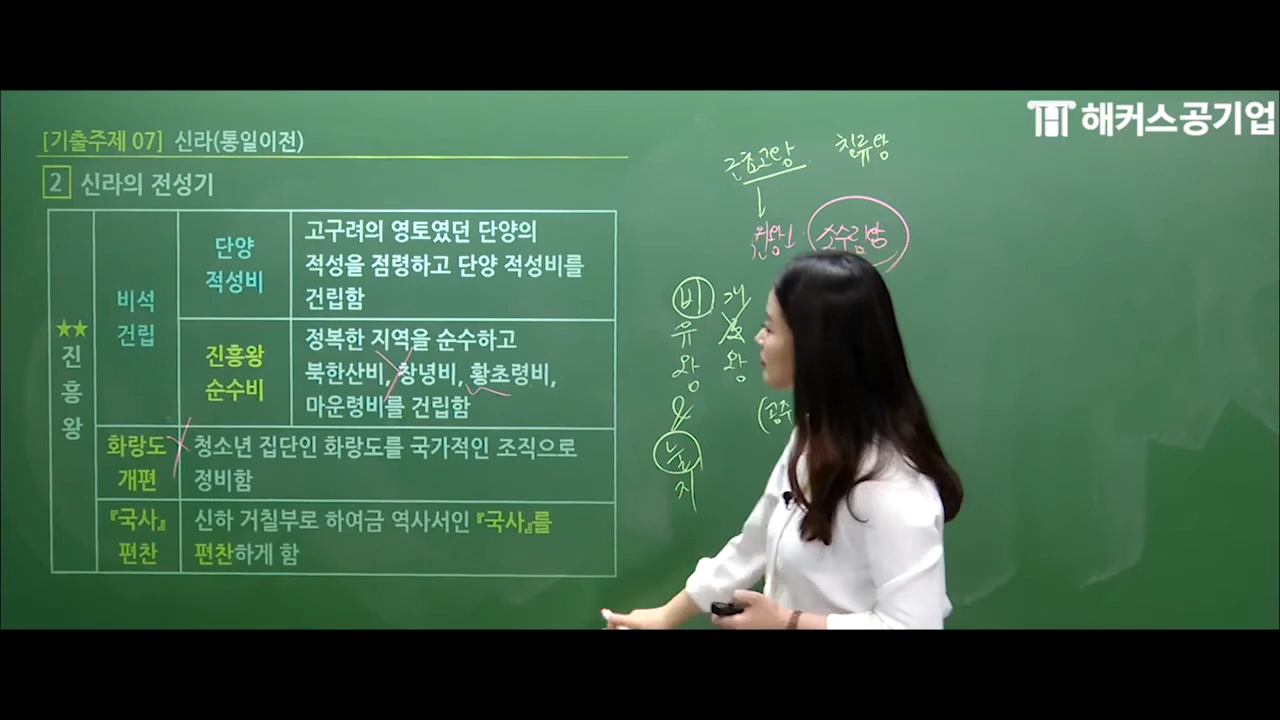 해커스공기업
[기출주제 07] 신라(통일이전)
2 신라의 전성기
★★
진
흥
왕
비석
건립
단양
적성비
고구려의 영토였던 단양의
적성을 점령하고 단양 적성비를
건립함
진흥왕
순수비
정복한 지역을 순수하고
북한산비, 창녕비, 황초령비,
마운령비를 건립함
화랑도
개편
청소년 집단인 화랑도를 국가적인 조직으로
정비함
『국사』
편찬
신하 거칠부로 하여금 역사서인 『국사』를
편찬하게 함
근초고왕
침류왕
소수림왕
비
유
왕
눌
지
개
왕
(공주